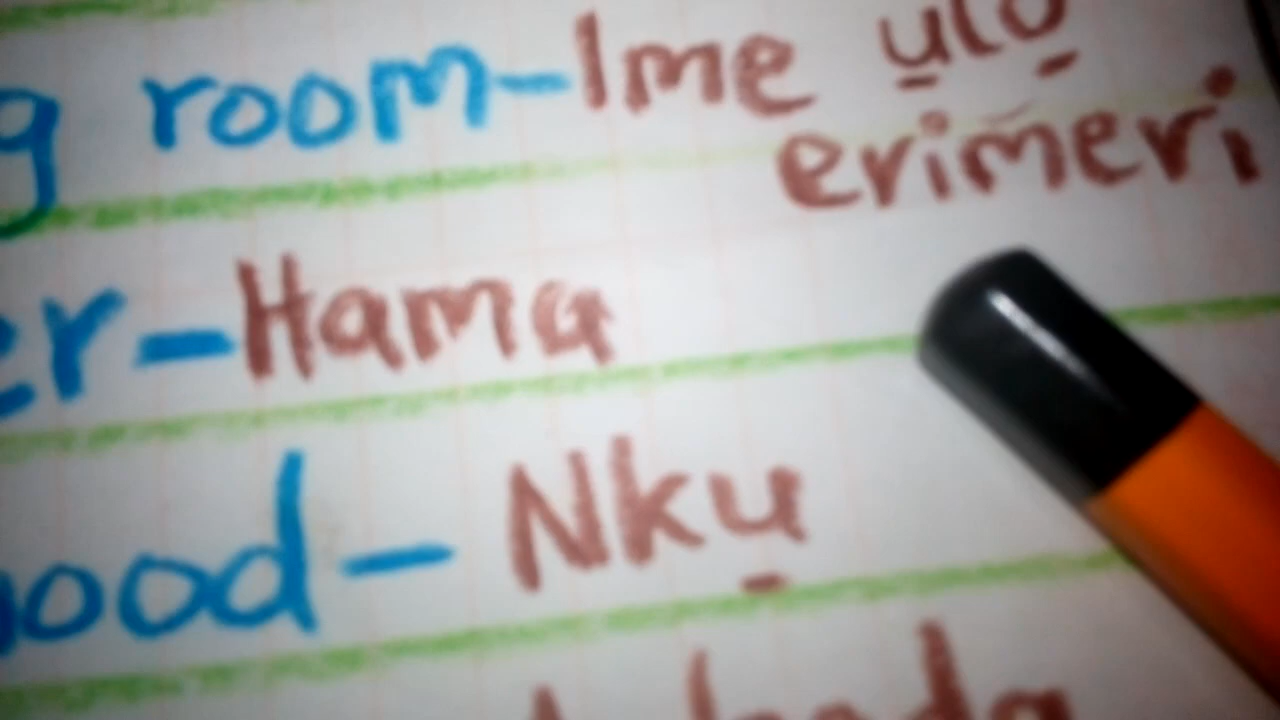 g room-Ime ụlọ
erimeri
er-Hama
ood-Nkụ